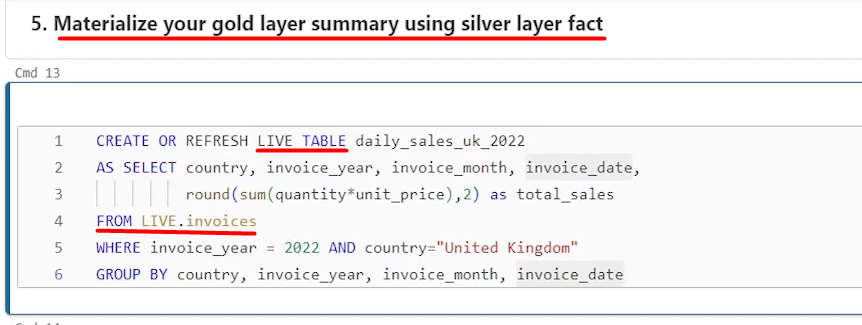 5. Materialize your gold layer summary using silver layer fact
Cmd 13
1 CREATE OR REFRESH LIVE TABLE daily_sales_uk_2022
2 AS SELECT country, invoice_year, invoice_month, invoice_date,
3 round(sum(quantity*unit_price),2) as total_sales
4 FROM LIVE.invoices
5 WHERE invoice_year = 2022 AND country="United Kingdom"
6 GROUP BY country, invoice_year, invoice_month, invoice_date